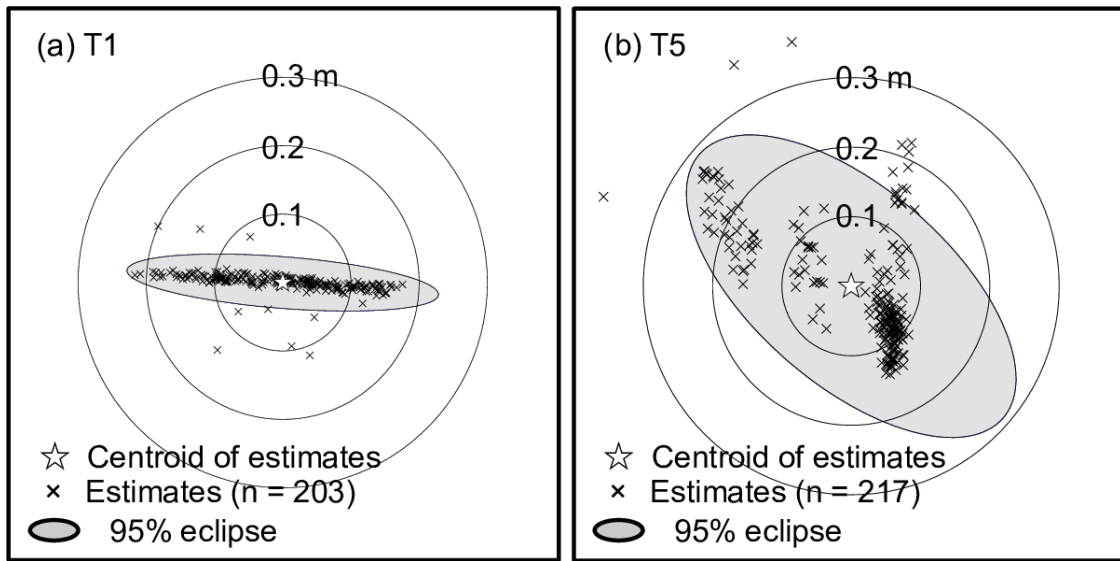 (a) T1
0.3 m
0.2
0.1
Centroid of estimates
Estimates (n = 203)
95% eclipse
(b) T5
0.3 m
0.2
0.1
Centroid of estimates
Estimates (n = 217)
95% eclipse